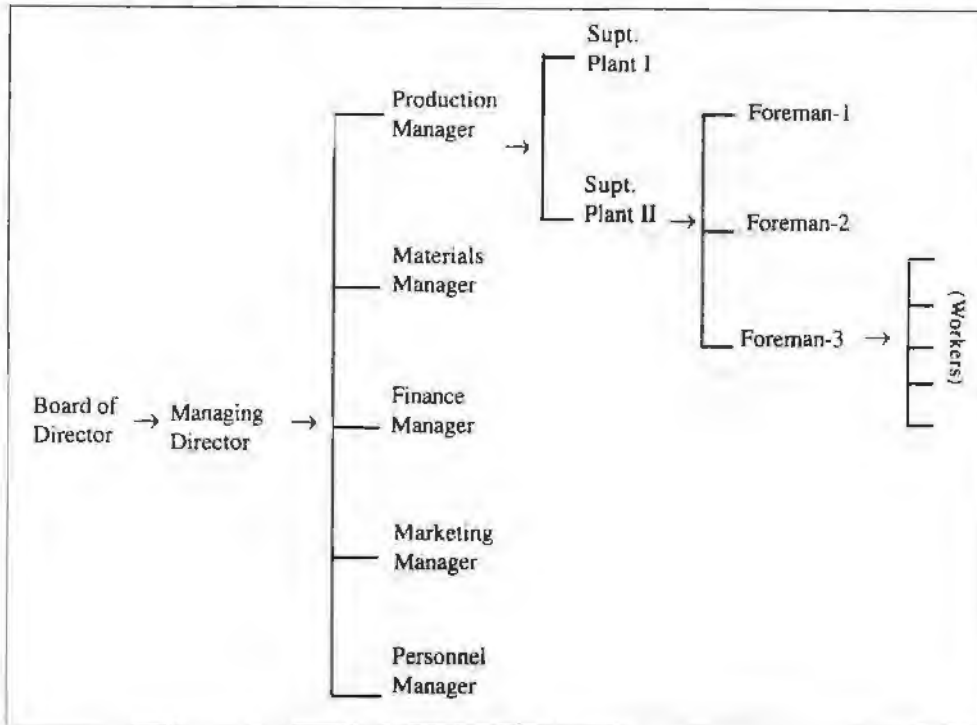 Board of
Director
Managing
Director
Production
Manager
Materials
Manager
Finance
Manager
Marketing
Manager
Personnel
Manager
Supt.
Plant I
Supt.
Plant II
Foreman-1
Foreman-2
Foreman-3
(Workers)